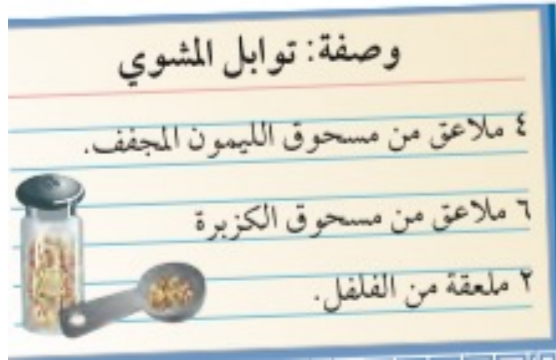 وصفة: توابل المشوي
٤ ملاعق من مسحوق الليمون المجفف.
٦ ملاعق من مسحوق الكزبرة
٢ ملعقة من الفلفل.